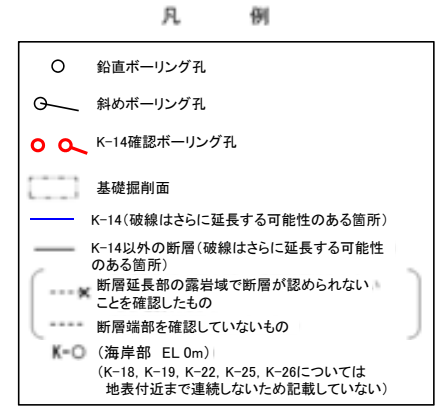 凡 例
鉛直ボーリング孔
斜めボーリング孔
K-14確認ボーリング孔
基礎掘削面
K-14(破線はさらに延長する可能性のある箇所)
K-14以外の断層(破線はさらに延長する可能性
のある箇所)
断層延長部の露岩域で断層が認められない
ことを確認したもの
断層端部を確認していないもの
K-○ (海岸部 EL 0m)
(K-18, K-19, K-22, K-25, K-26については
地表付近まで連続しないため記載していない)